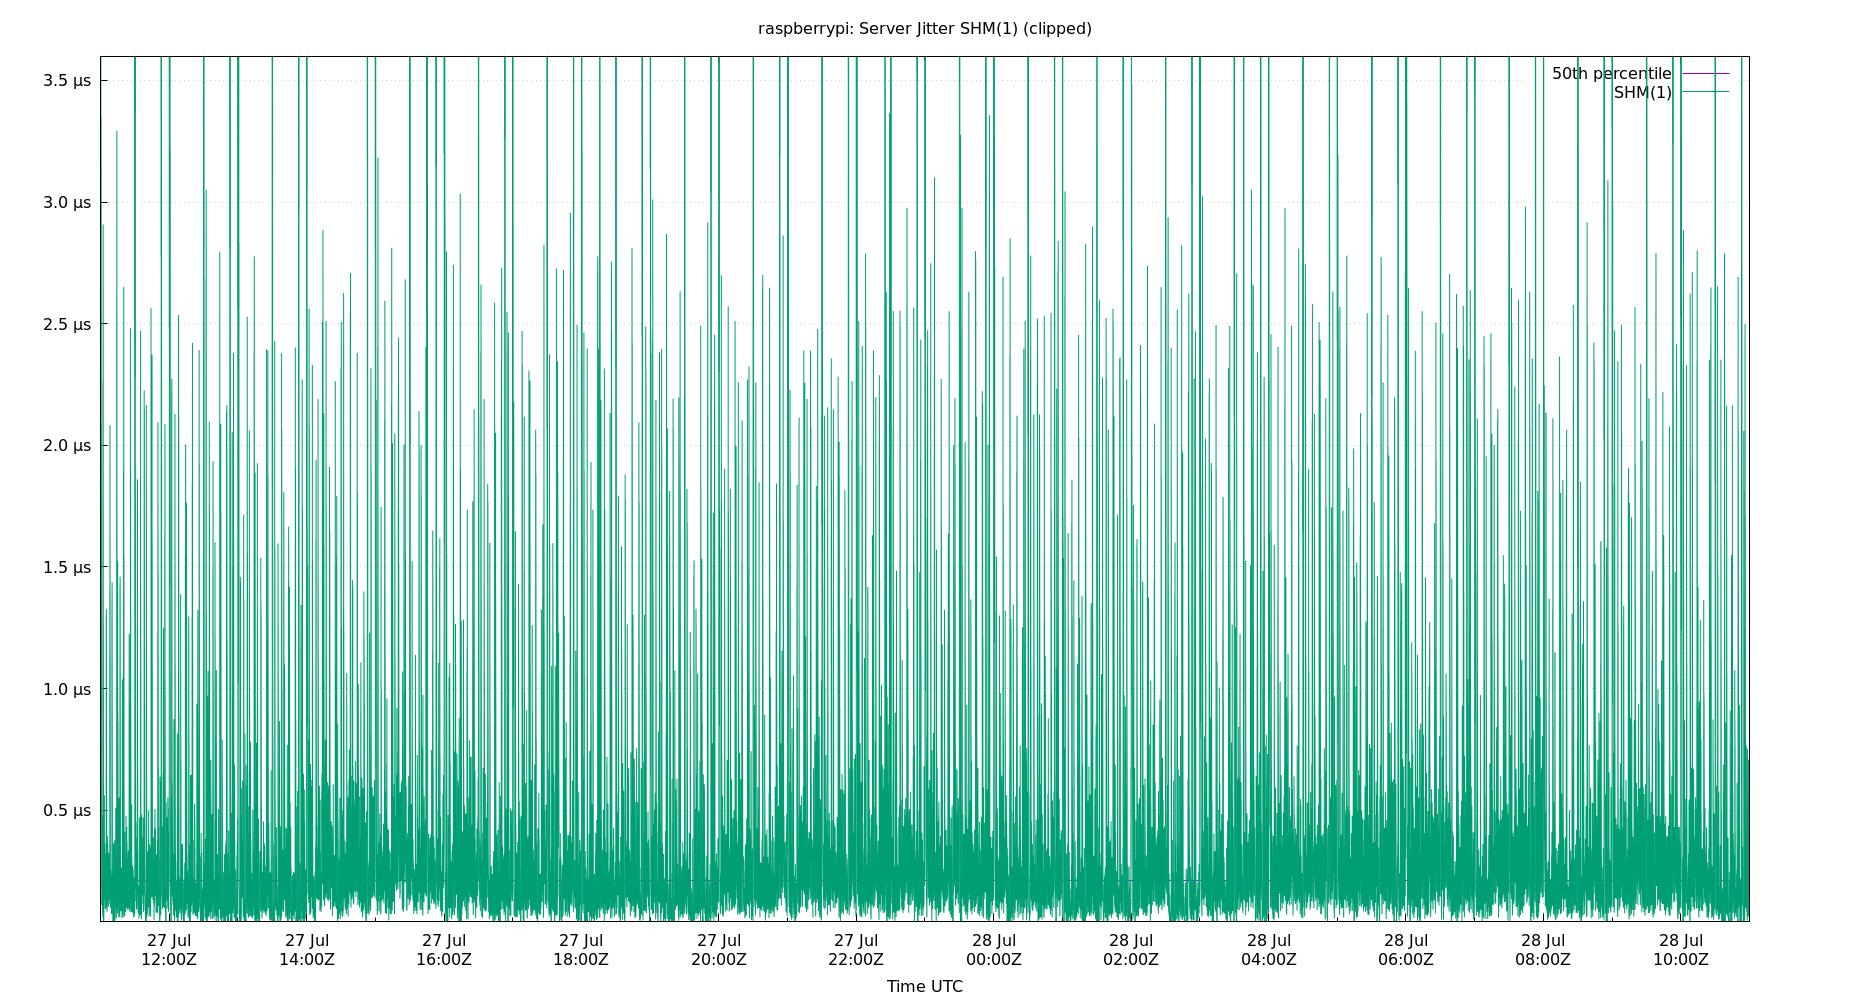 raspberrypi: Server Jitter SHM(1) (clipped)
50th percentile
SHM(1)
3.5 µs
3.0 µs
2.5 µs
2.0 µs
1.5 µs
1.0 µs
0.5 µs
27 Jul 27 Jul 27 Jul 27 Jul 27 Jul 27 Jul 28 Jul 28 Jul 28 Jul 28 Jul 28 Jul 28 Jul
12:00Z 14:00Z 16:00Z 18:00Z 20:00Z 22:00Z 00:00Z 02:00Z 04:00Z 06:00Z 08:00Z 10:00Z
Time UTC